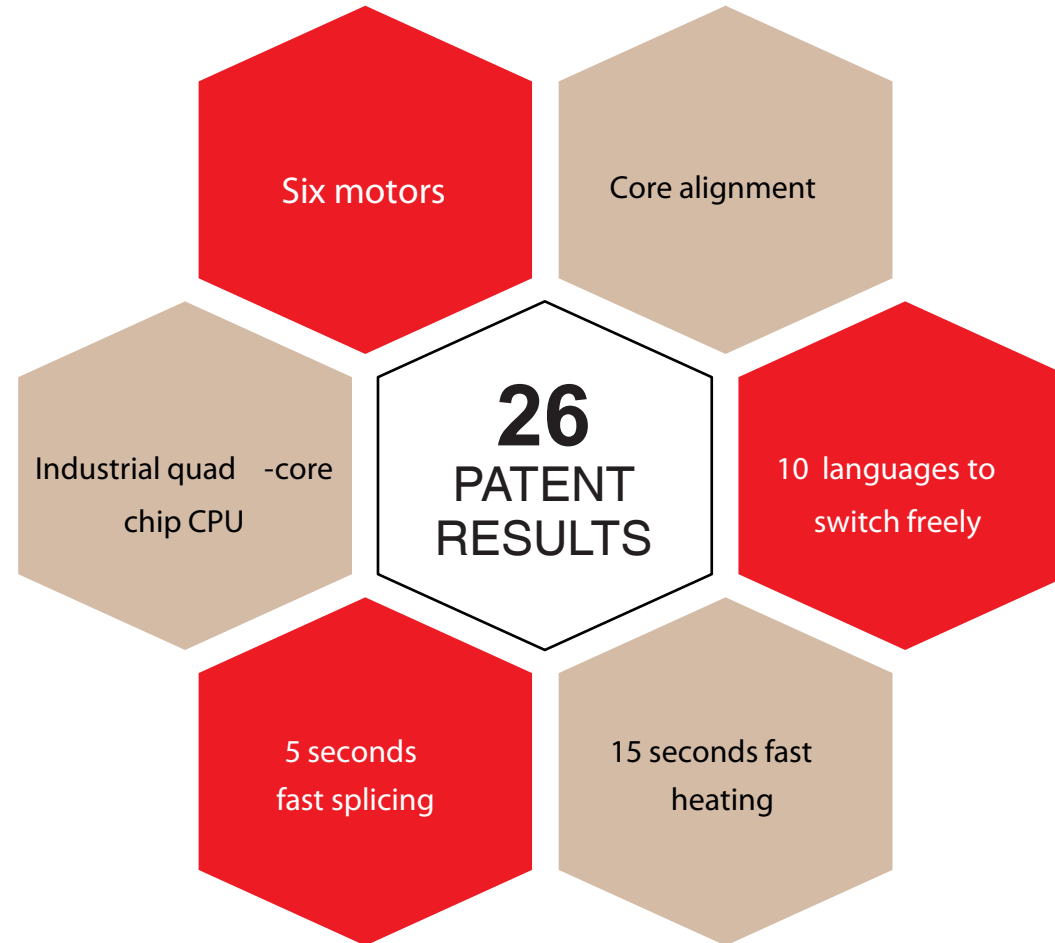 Six motors
Core alignment
Industrial quad -core
chip CPU
26
PATENT
RESULTS
10 languages to
switch freely
5 seconds
fast splicing
15 seconds fast
heating